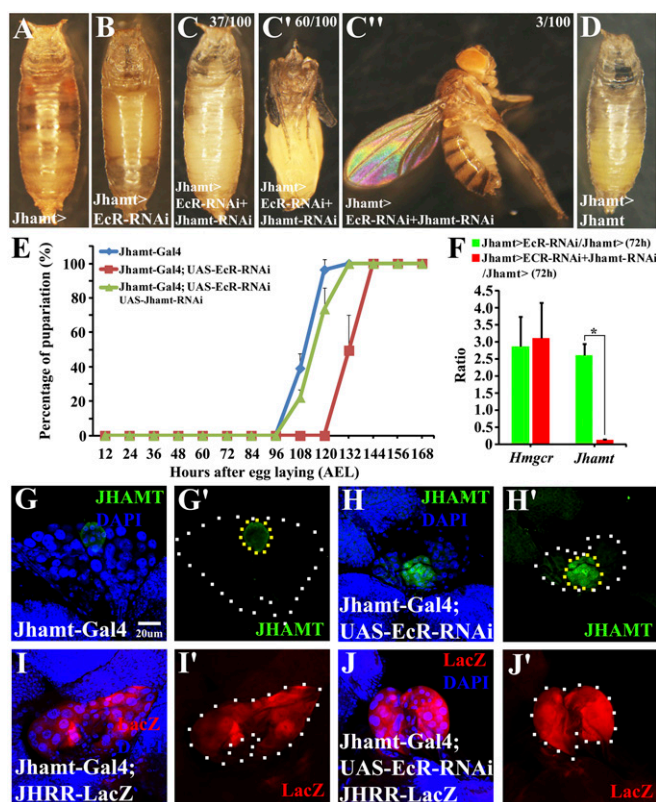 A
B
C
37/100
C'
60/100
C''
3/100
D
Jhamt>
Jhamt>
EcR-RNAi
Jhamt>
EcR-RNAi+
Jhamt-RNAi
Jhamt>
EcR-RNAi+
Jhamt-RNAi
Jhamt>
EcR-RNAi+Jhamt-RNAi
Jhamt>
Jhamt
E
Percentage of pupariation (%)
100
80
60
40
20
0
Jhamt-Gal4
Jhamt-Gal4; UAS-EcR-RNAi
Jhamt-Gal4; UAS-EcR-RNAi
UAS-Jhamt-RNAi
12 24 36 48 60 72 84 96 108 120 132 144 156 168
Hours after egg laying (AEL)
F
Jhamt>EcR-RNAi/Jhamt> (72h)
Jhamt>ECR-RNAi+Jhamt-RNAi
/Jhamt> (72h)
Ratio
4.5
4.0
3.5
3.0
2.5
2.0
1.5
1.0
0.5
0
*
Hmgcr Jhamt
G
JHAMT
DAPI
Jhamt-Gal4
20um
G'
JHAMT
H
JHAMT
DAPI
Jhamt-Gal4;
UAS-EcR-RNAi
H'
JHAMT
I
LacZ
Jhamt-Gal4;
JHRR-LacZ
I'
LacZ
J
LacZ
DAPI
Jhamt-Gal4;
UAS-EcR-RNAi
JHRR-LacZ
J'
LacZ